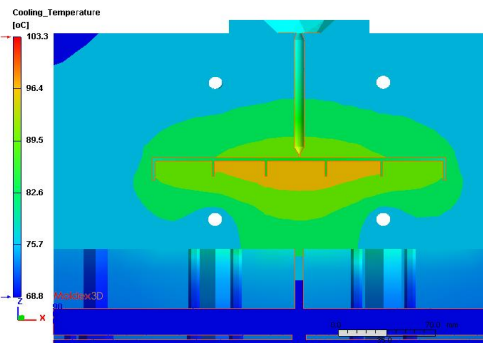 Cooling_Temperature
[oC]
103.3
96.4
89.5
82.6
75.7
68.8
Moldex3D
Z
X